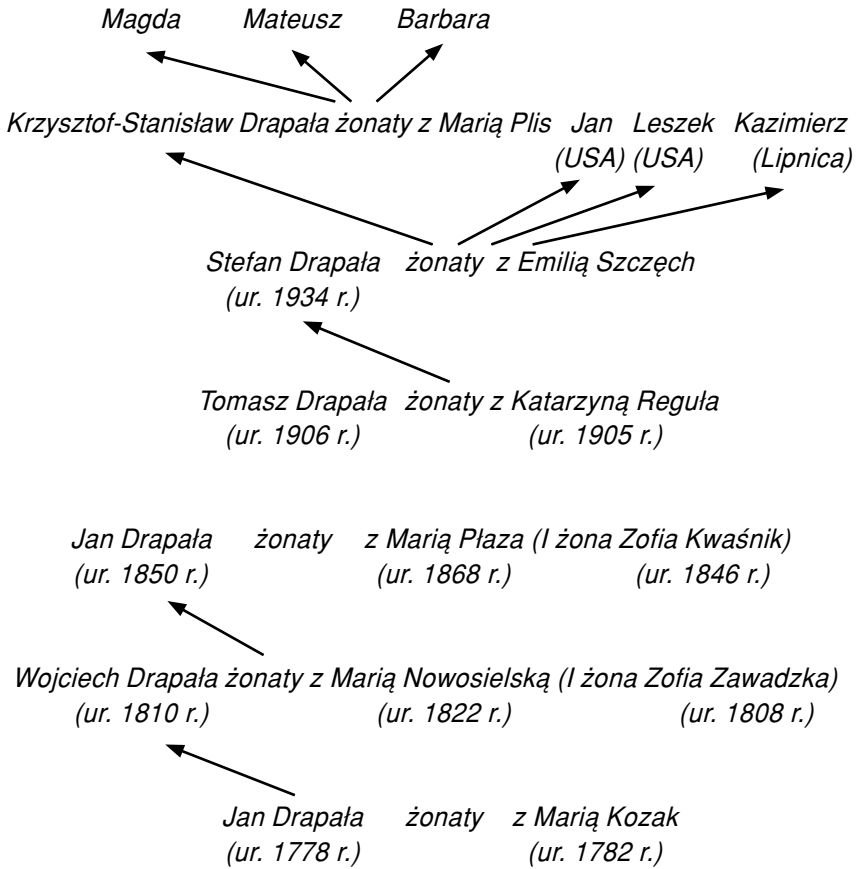 Magda Mateusz Barbara
Krzysztof-Stanisław Drapała żonaty z Marią Plis Jan Leszek Kazimierz
(USA) (USA) (Lipnica)
Stefan Drapała żonaty z Emilią Szczęch
(ur. 1934 r.)
Tomasz Drapała żonaty z Katarzyną Reguła
(ur. 1906 r.) (ur. 1905 r.)
Jan Drapała żonaty z Marią Płaza (I żona Zofia Kwaśnik)
(ur. 1850 r.) (ur. 1868 r.) (ur. 1846 r.)
Wojciech Drapała żonaty z Marią Nowosielską (I żona Zofia Zawadzka)
(ur. 1810 r.) (ur. 1822 r.) (ur. 1808 r.)
Jan Drapała żonaty z Marią Kozak
(ur. 1778 r.) (ur. 1782 r.)